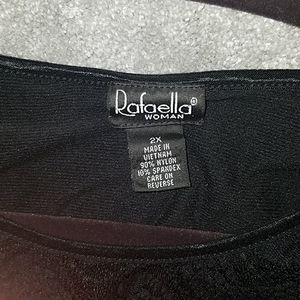 Rafaella®
WOMAN
2X
MADE IN
VIETNAM
90% NYLON
10% SPANDEX
CARE ON
REVERSE